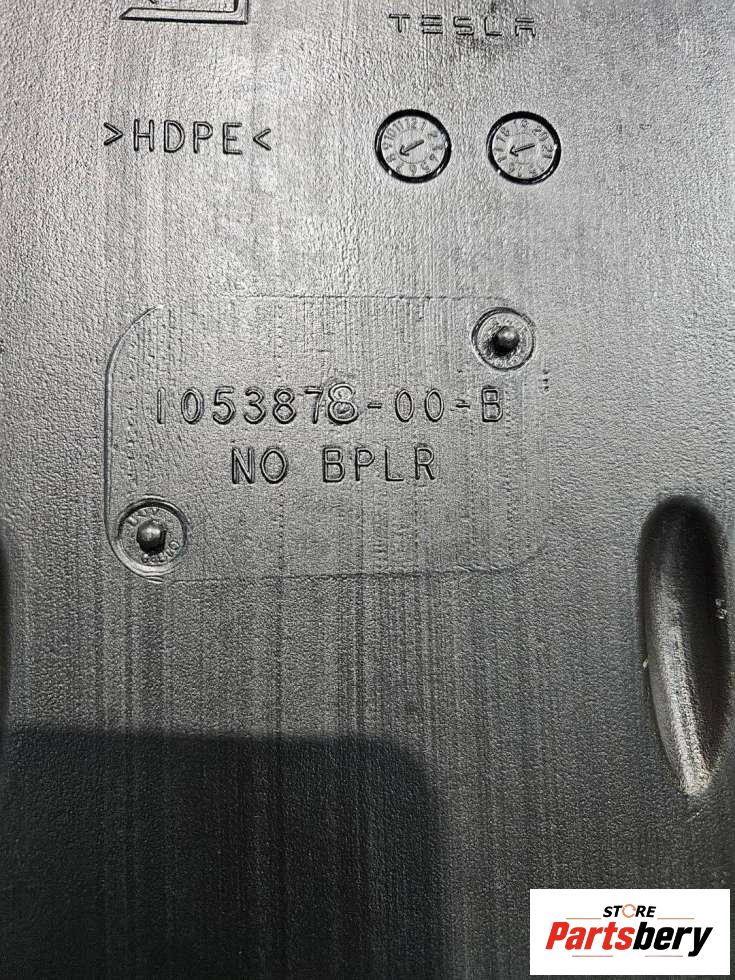 TESLA
>HDPE<
1053878-00-B
NO BPLR
STORE
Partsbery